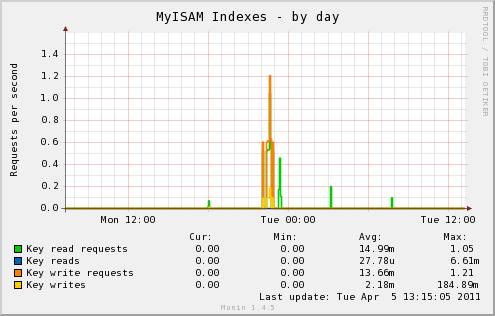 MyISAM Indexes - by day
RRDTOOL / TOBI OETIKER
Requests per second
1.4
1.2
1.0
0.8
0.6
0.4
0.2
0.0
Mon 12:00 Tue 00:00 Tue 12:00
Cur: Min: Avg: Max:
Key read requests 0.00 0.00 14.99m 1.05
Key reads 0.00 0.00 27.78u 6.61m
Key write requests 0.00 0.00 13.66m 1.21
Key writes 0.00 0.00 2.18m 184.89m
Last update: Tue Apr 5 13:15:05 2011
Munin 1.4.5